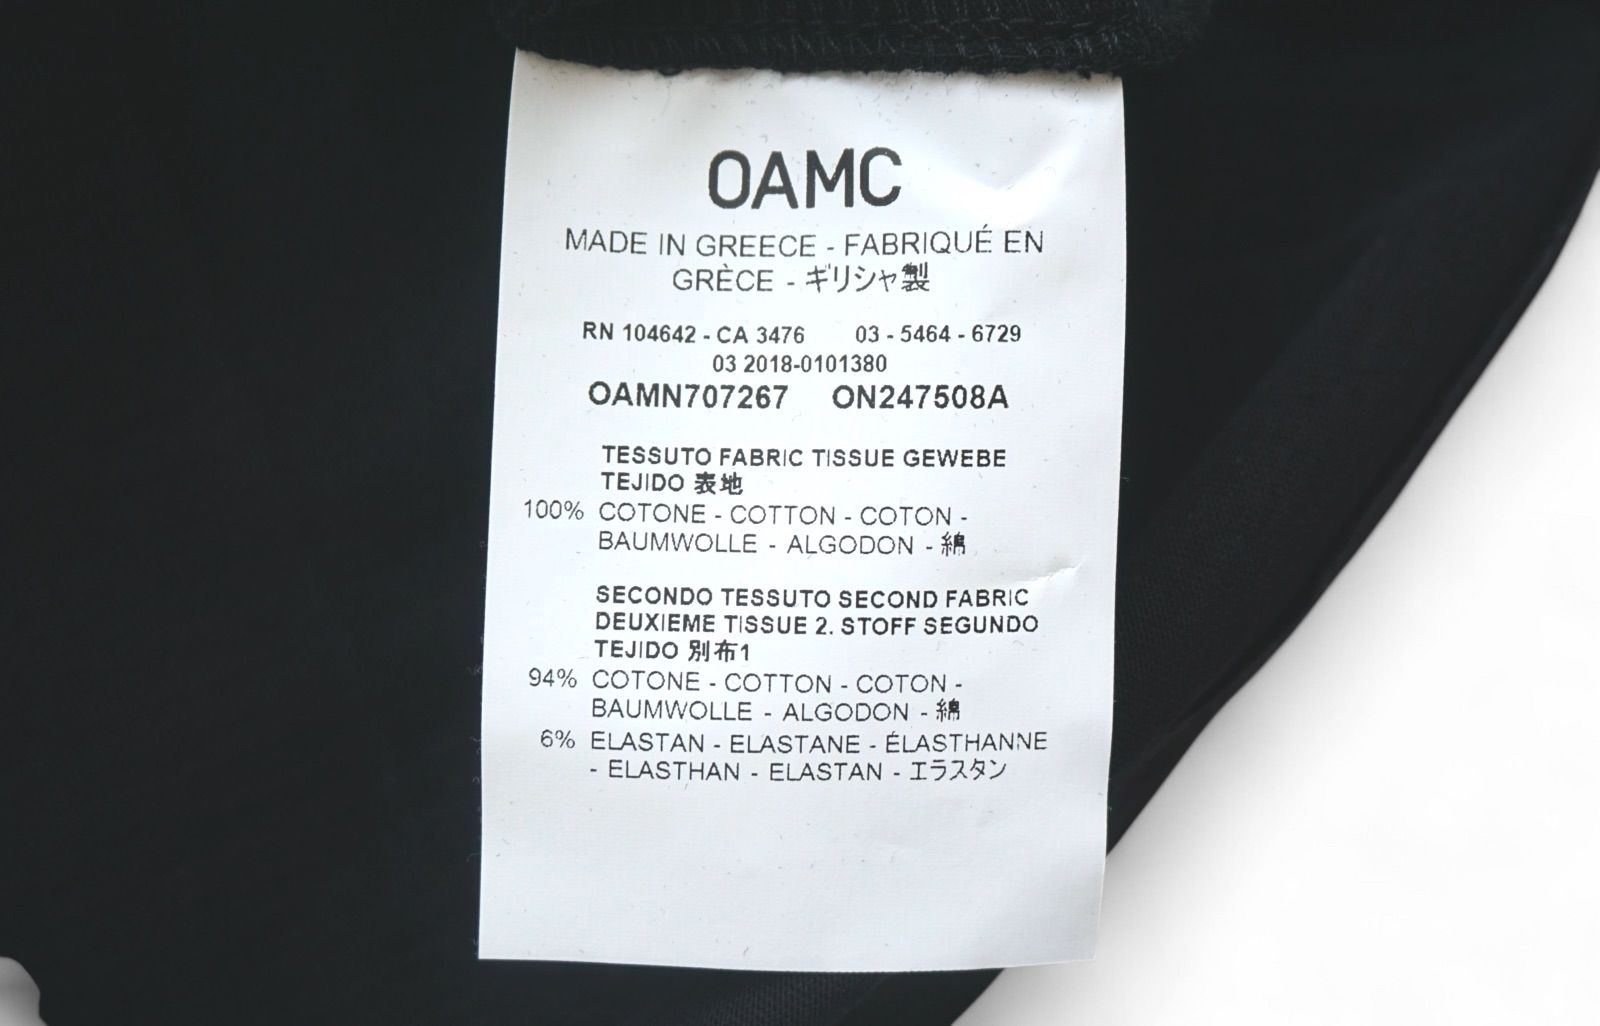 OAMC
MADE IN GREECE - FABRIQUÉ EN
GRÈCE - ギリシャ製
RN 104642 - CA 3476 03 - 5464 - 6729
03 2018-0101380
OAMN707267 ON247508A
TESSUTO FABRIC TISSUE GEWEBE
TEJIDO 表地
100% COTONE - COTTON - COTON -
BAUMWOLLE - ALGODON - 綿
SECONDO TESSUTO SECOND FABRIC
DEUXIEME TISSUE 2. STOFF SEGUNDO
TEJIDO 別布1
94% COTONE - COTTON - COTON -
BAUMWOLLE - ALGODON - 綿
6% ELASTAN - ELASTANE - ÉLASTHANNE
- ELASTHAN - ELASTAN - エラスタン